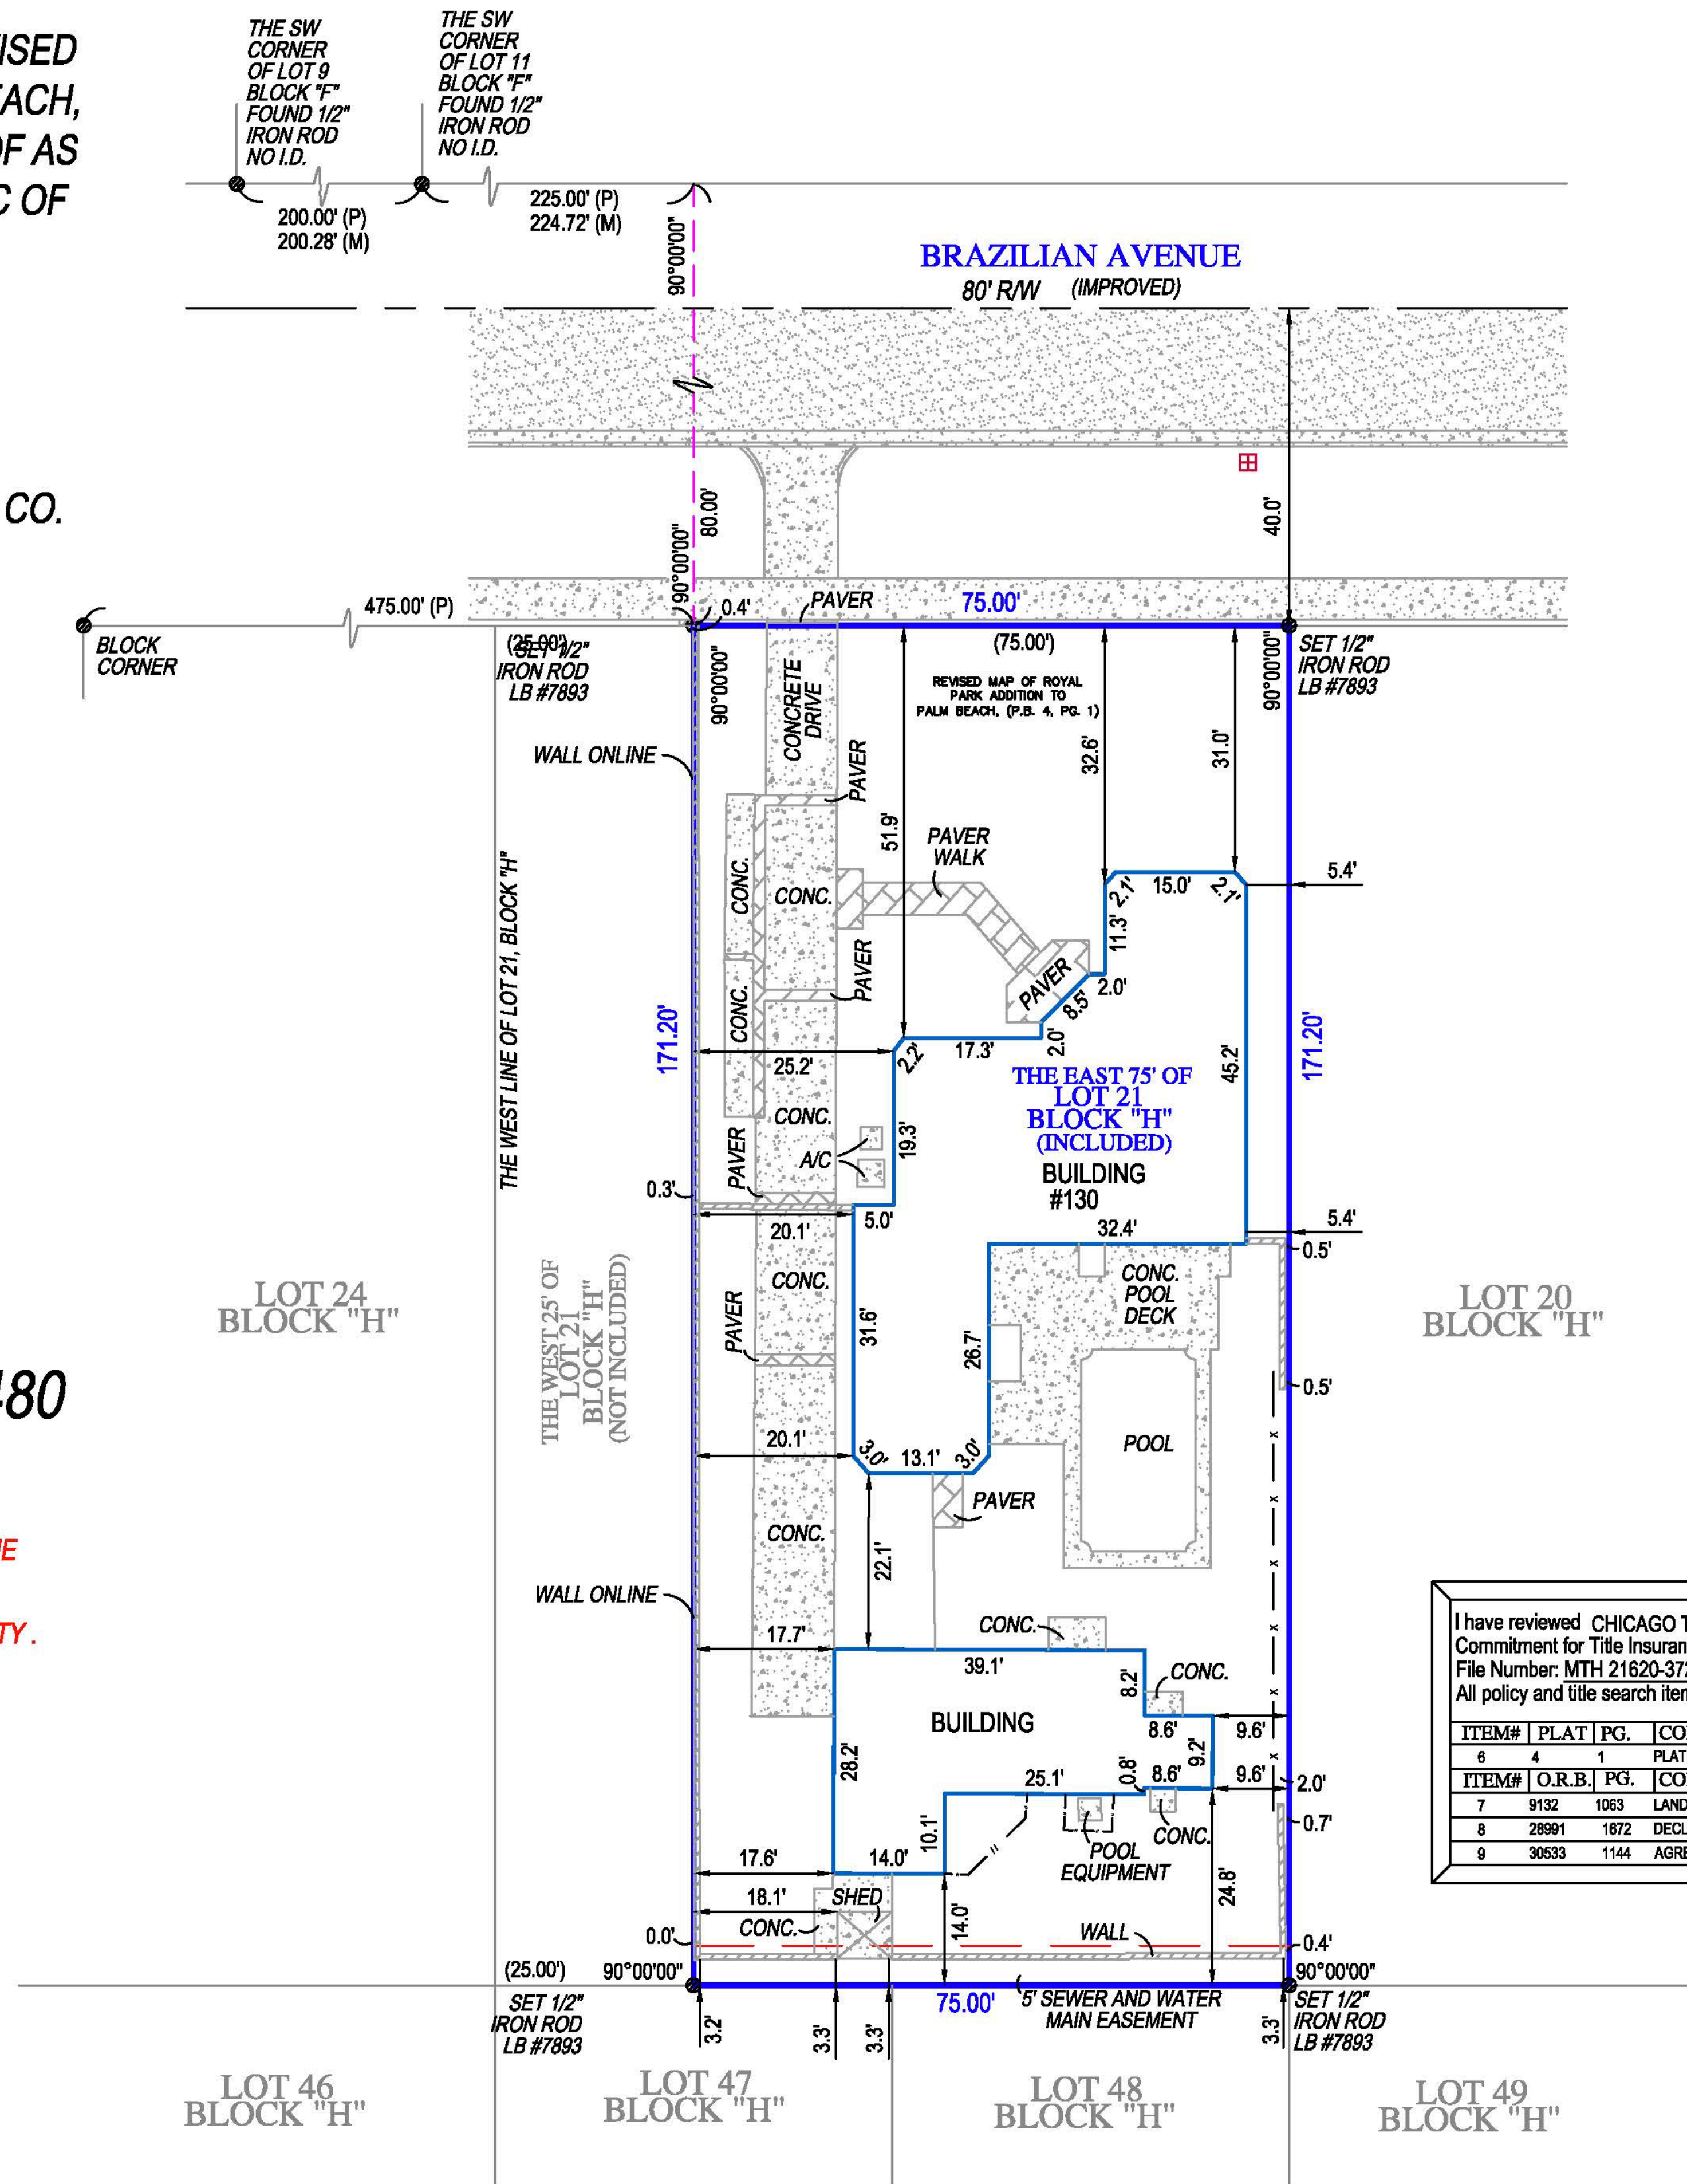 ISED
EACH,
OF AS
C OF
CO.
480
NE
TY .
THE SW
CORNER
OF LOT 9
BLOCK "F"
FOUND 1/2"
IRON ROD
NO I.D.
THE SW
CORNER
OF LOT 11
BLOCK "F"
FOUND 1/2"
IRON ROD
NO I.D.
200.00' (P)
200.28' (M)
225.00' (P)
224.72' (M)
90°00'00"
BRAZILIAN AVENUE
80' R/W (IMPROVED)
80.00'
40.0'
90°00'00"
475.00' (P)
BLOCK
CORNER
0.4'
PAVER
75.00'
(25.00')
SET 1/2"
IRON ROD
LB #7893
90°00'00"
(75.00')
90°00'00"
SET 1/2"
IRON ROD
LB #7893
REVISED MAP OF ROYAL
PARK ADDITION TO
PALM BEACH, (P.B. 4, PG. 1)
CONCRETE
DRIVE
WALL ONLINE
PAVER
32.6'
31.0'
51.9'
PAVER
WALK
CONC.
CONC.
2.1'
15.0'
2.1'
5.4'
11.3'
THE WEST LINE OF LOT 21, BLOCK "H"
PAVER
CONC.
PAVER
8.5'
2.0'
2.0'
171.20'
25.2'
2.2'
17.3'
45.2'
171.20'
THE EAST 75' OF
LOT 21
BLOCK "H"
(INCLUDED)
BUILDING
#130
CONC.
19.3'
PAVER
A/C
0.3'
20.1'
5.0'
32.4'
5.4'
0.5'
THE WEST 25' OF
LOT 21
BLOCK "H"
(NOT INCLUDED)
LOT 24
BLOCK "H"
LOT 20
BLOCK "H"
CONC.
CONC.
POOL
DECK
PAVER
31.6'
26.7'
0.5'
20.1'
3.0'
13.1'
3.0'
POOL
PAVER
CONC.
22.1'
WALL ONLINE
17.7'
CONC.
39.1'
8.2'
CONC.
BUILDING
8.6'
9.6'
28.2'
9.2'
25.1'
0.8'
8.6'
9.6'
2.0'
0.7'
10.1'
CONC.
POOL
EQUIPMENT
17.6'
14.0'
24.8'
18.1'
SHED
CONC.
14.0'
WALL
0.0'
0.4'
(25.00')
90°00'00"
90°00'00"
SET 1/2"
IRON ROD
LB #7893
75.00'
5' SEWER AND WATER
MAIN EASEMENT
SET 1/2"
IRON ROD
LB #7893
3.2'
3.3'
3.3'
3.3'
LOT 46
BLOCK "H"
LOT 47
BLOCK "H"
LOT 48
BLOCK "H"
LOT 49
BLOCK "H"
I have reviewed CHICAGO T
Commitment for Title Insuran
File Number: MTH 21620-372
All policy and title search item
ITEM# PLAT PG. CO
6 4 1 PLAT
ITEM# O.R.B. PG. CO
7 9132 1063 LAND
8 28991 1672 DECL
9 30533 1144 AGRE